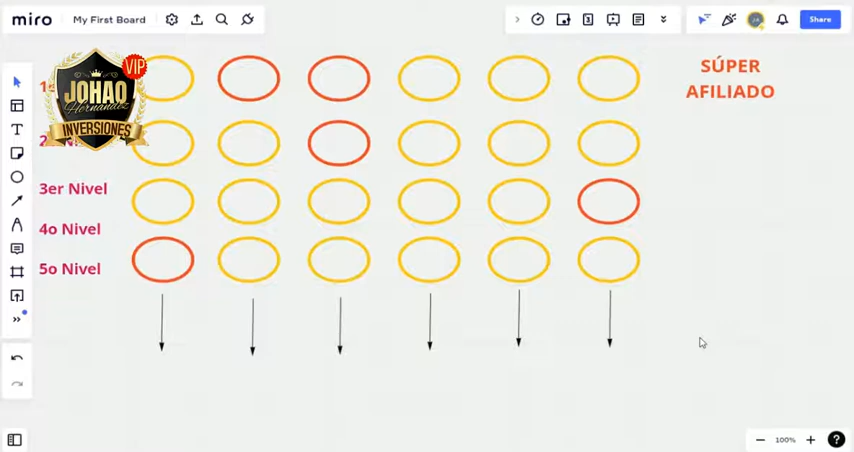 miro
My First Board
Share
SÚPER
AFILIADO
VIP
JOHAO
Hernandez
INVERSIONES
3er Nivel
4o Nivel
5o Nivel
100%